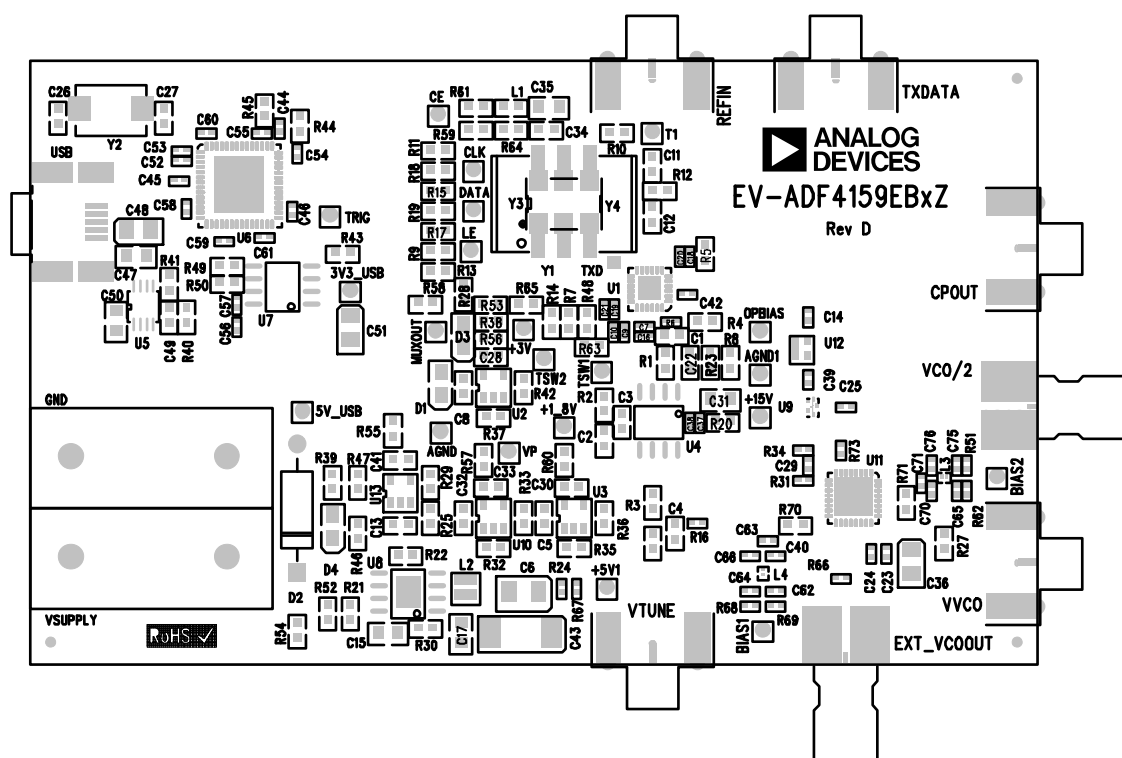 REFIN
TXDATA
ANALOG
DEVICES
EV-ADF4159EBxZ
Rev D
C26
C27
Y2
USB
C60
R45
C44
C55
R44
C54
C53
C52
C45
C58
C46
U6
C59
C61
C48
C47
TRIG
R43
3V3_USB
R41
R49
R50
C50
U5
C49
R40
C57
C56
U7
C51
CE
R61
L1
C35
R59
R64
C34
R11
CLK
R18
R15
DATA
R19
R17
LE
R9
R13
R10
T1
C11
R12
C12
Y3
Y4
Y1
TXD
U1
R5
R58
R28
R53
R65
R14
R7
R48
R38
R56
C28
D3
+3V
MUXOUT
R63
C42
R4
C1
OPBIAS
R8
AGND1
C14
U12
C39
C25
U9
R1
C22
R23
TSW2
TSW1
R42
U2
R37
C8
D1
AGND
+1_8V
R2
C3
C2
C31
R20
U4
+15V
CPOUT
VCO/2
GND
5V_USB
R55
C41
R39
R47
U13
R29
R57
C33
VP
R60
R33
C30
U3
C32
R25
C13
U10
C5
R36
R32
R35
R46
D4
D2
U8
R22
L2
C6
R24
R67
+5V1
R3
C4
R16
R34
C29
R31
R73
U11
R71
C71
C76
C75
R51
L3
BIAS2
C70
C65
R62
R70
C63
C66
C40
C64
L4
R66
C62
R68
R69
BIAS1
R27
C24
C23
C36
VVCO
R52
R21
R54
C15
R30
C17
C43
VSUPPLY
RoHS
VTUNE
EXT_VCOOUT